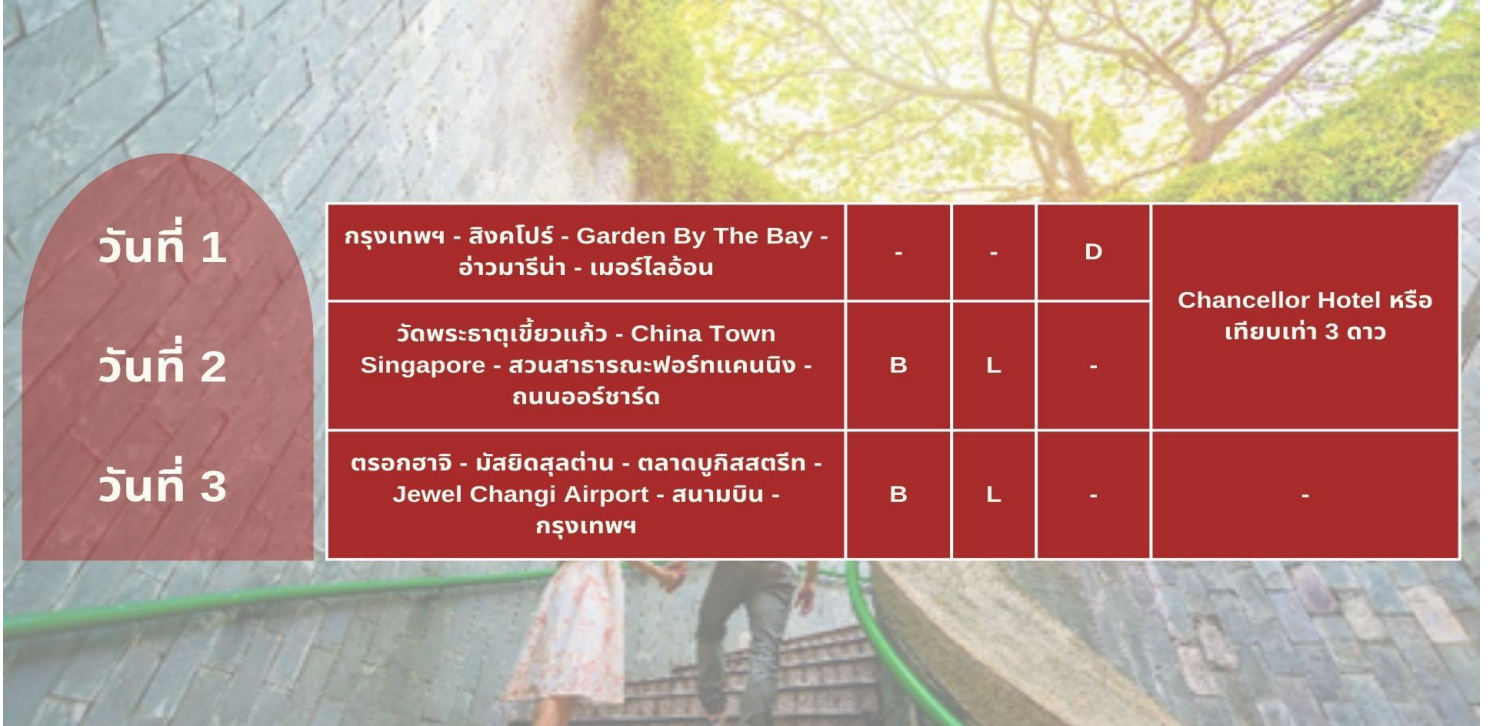 วันที่ 1
กรุงเทพฯ - สิงคโปร์ - Garden By The Bay -
อ่าวมารีน่า - เมอร์ไลอ้อน
-
-
D
Chancellor Hotel หรือ
เทียบเท่า 3 ดาว
วันที่ 2
วัดพระธาตุเขี้ยวแก้ว - China Town
Singapore - สวนสาธารณะฟอร์ทแคนนิง -
ถนนออร์ชาร์ด
B
L
-
วันที่ 3
ตรอกฮาจิ - มัสยิดสุลต่าน - ตลาดบูกิสสตรีท -
Jewel Changi Airport - สนามบิน -
กรุงเทพฯ
B
L
-
-